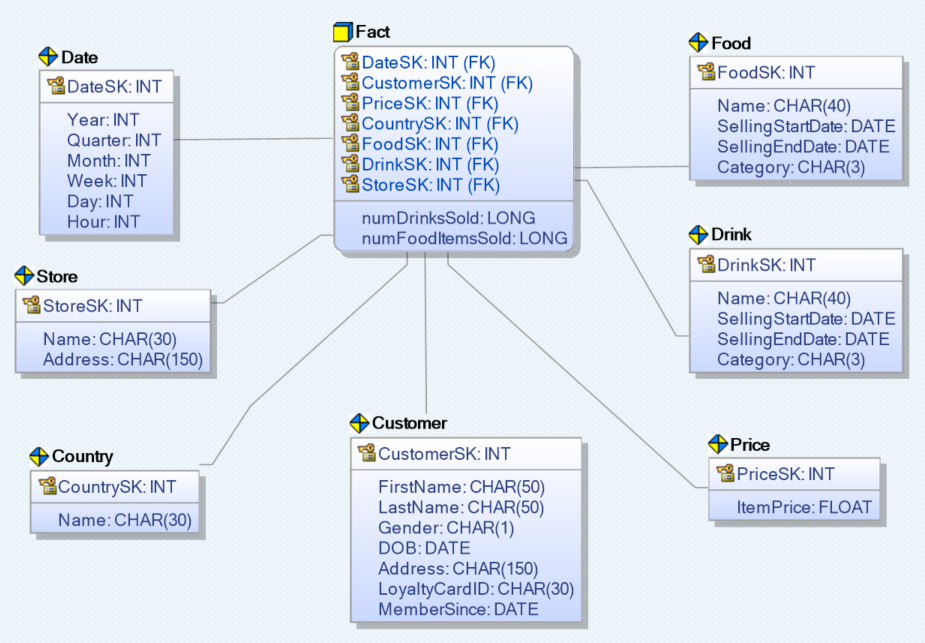 Fact
DateSK: INT (FK)
CustomerSK: INT (FK)
PriceSK: INT (FK)
CountrySK: INT (FK)
FoodSK: INT (FK)
DrinkSK: INT (FK)
StoreSK: INT (FK)
numDrinksSold: LONG
numFoodItemsSold: LONG
Date
DateSK: INT
Year: INT
Quarter: INT
Month: INT
Week: INT
Day: INT
Hour: INT
Food
FoodSK: INT
Name: CHAR(40)
SellingStartDate: DATE
SellingEndDate: DATE
Category: CHAR(3)
Drink
DrinkSK: INT
Name: CHAR(40)
SellingStartDate: DATE
SellingEndDate: DATE
Category: CHAR(3)
Store
StoreSK: INT
Name: CHAR(30)
Address: CHAR(150)
Country
CountrySK: INT
Name: CHAR(30)
Customer
CustomerSK: INT
FirstName: CHAR(50)
LastName: CHAR(50)
Gender: CHAR(1)
DOB: DATE
Address: CHAR(150)
LoyaltyCardID: CHAR(30)
MemberSince: DATE
Price
PriceSK: INT
ItemPrice: FLOAT